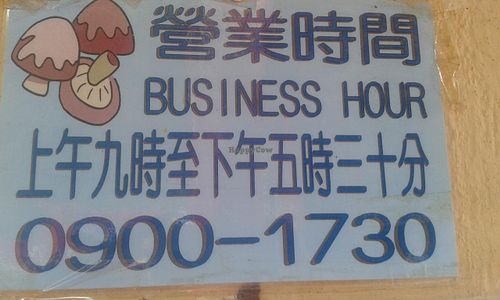 營業時間
BUSINESS HOUR
上午九時至下午五時三十分
HappyCow
0900-1730